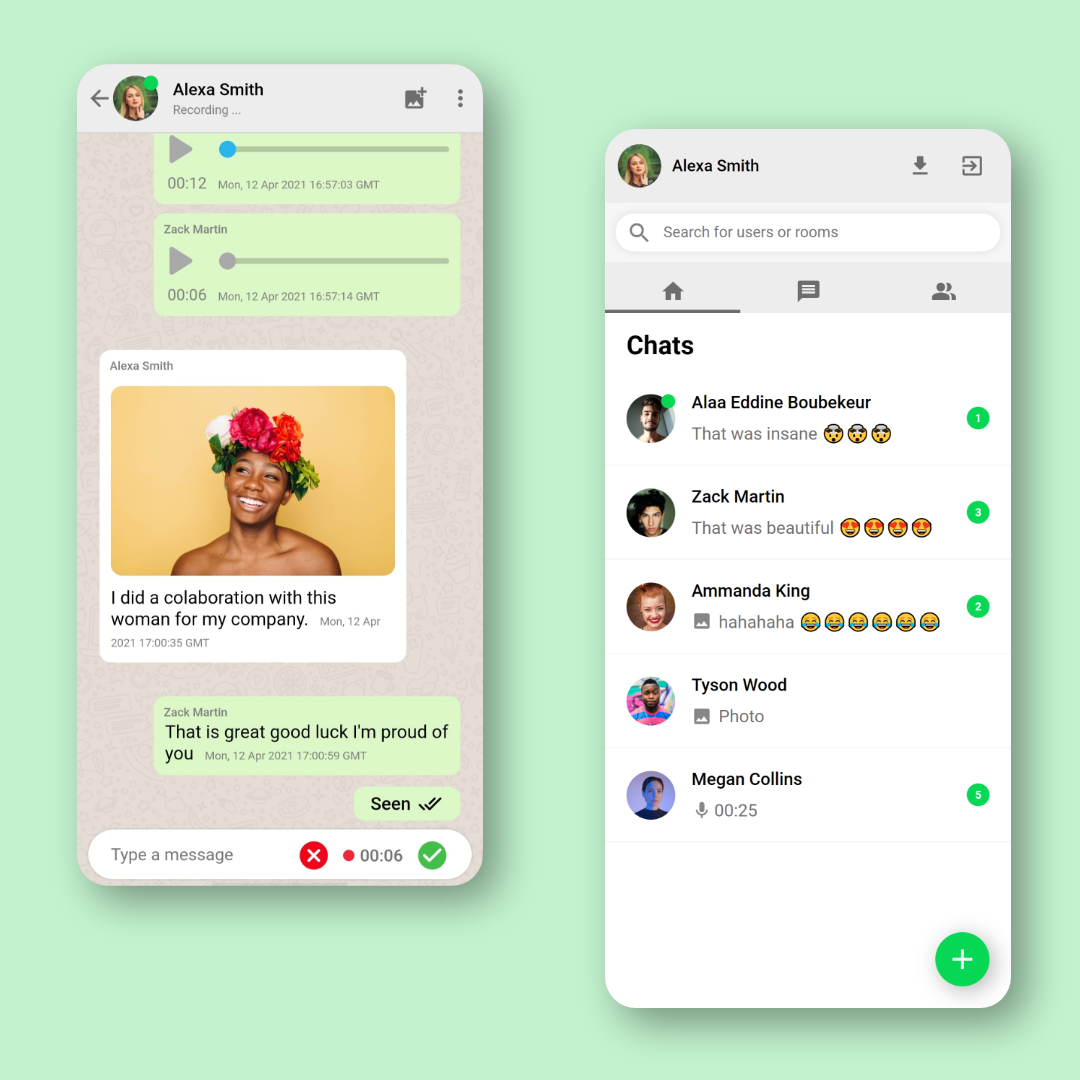 Alexa Smith
Recording ...
00:12 Mon, 12 Apr 2021 16:57:03 GMT
Zack Martin
00:06 Mon, 12 Apr 2021 16:57:14 GMT
Alexa Smith
I did a colaboration with this
woman for my company. Mon, 12 Apr
2021 17:00:35 GMT
Zack Martin
That is great good luck I'm proud of
you Mon, 12 Apr 2021 17:00:59 GMT
Seen
Type a message 00:06
Alexa Smith
Search for users or rooms
Chats
Alaa Eddine Boubekeur
That was insane 🤯🤯🤯 1
Zack Martin
That was beautiful 😍😍😍😍 3
Ammanda King
hahahaha 😂😂😂😂😂😂 2
Tyson Wood
Photo
Megan Collins
00:25 5